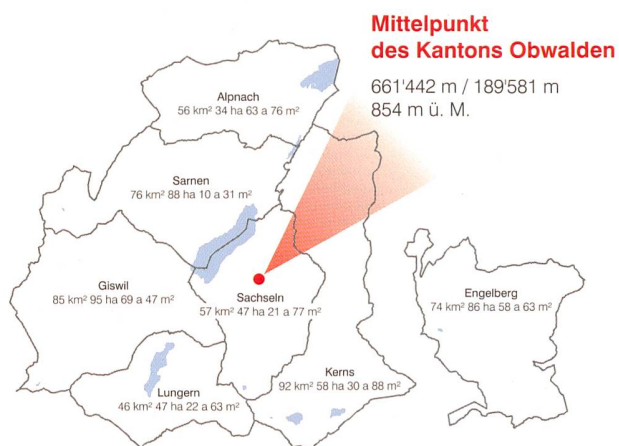 Mittelpunkt
des Kantons Obwalden
661'442 m / 189'581 m
854 m ü. M.
Alpnach
56 km² 34 ha 63 a 76 m²
Sarnen
76 km² 88 ha 10 a 31 m²
Giswil
85 km² 95 ha 69 a 47 m²
Sachseln
57 km² 47 ha 21 a 77 m²
Engelberg
74 km² 86 ha 58 a 63 m²
Kerns
92 km² 58 ha 30 a 88 m²
Lungern
46 km² 47 ha 22 a 63 m²